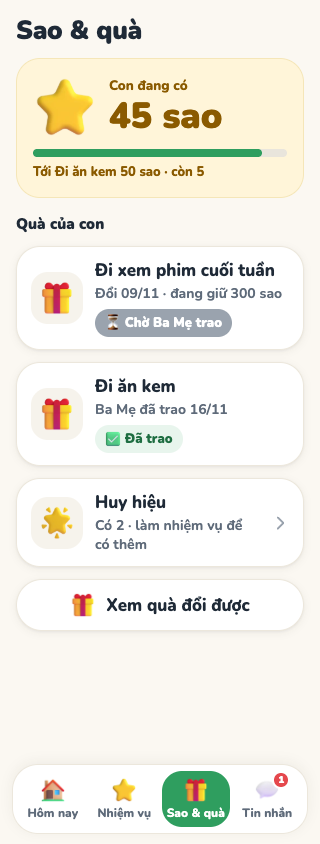 Sao & quà
Con đang có
45 sao
Tới Đi ăn kem 50 sao · còn 5
Quà của con
Đi xem phim cuối tuần
Đổi 09/11 · đang giữ 300 sao
Chờ Ba Mẹ trao
Đi ăn kem
Ba Mẹ đã trao 16/11
Đã trao
Huy hiệu
Có 2 · làm nhiệm vụ để
có thêm
Xem quà đổi được
1
Hôm nay
Nhiệm vụ
Sao & quà
Tin nhắn